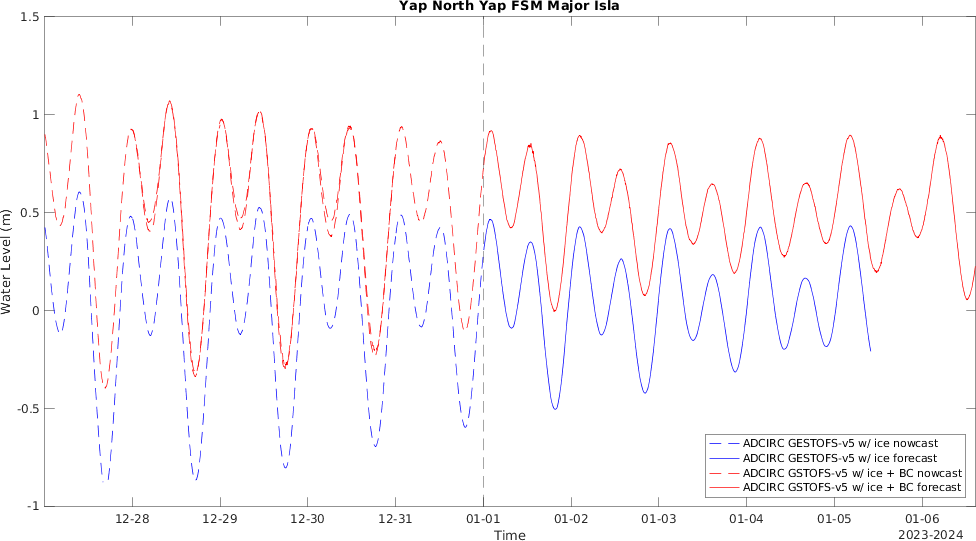 Yap North Yap FSM Major Isla
1.5
1
0.5
0
-0.5
-1
Water Level (m)
12-28 12-29 12-30 12-31 01-01 01-02 01-03 01-04 01-05 01-06
Time
2023-2024
ADCIRC GESTOFS-v5 w/ ice nowcast
ADCIRC GESTOFS-v5 w/ ice forecast
ADCIRC GSTOFS-v5 w/ ice + BC nowcast
ADCIRC GSTOFS-v5 w/ ice + BC forecast